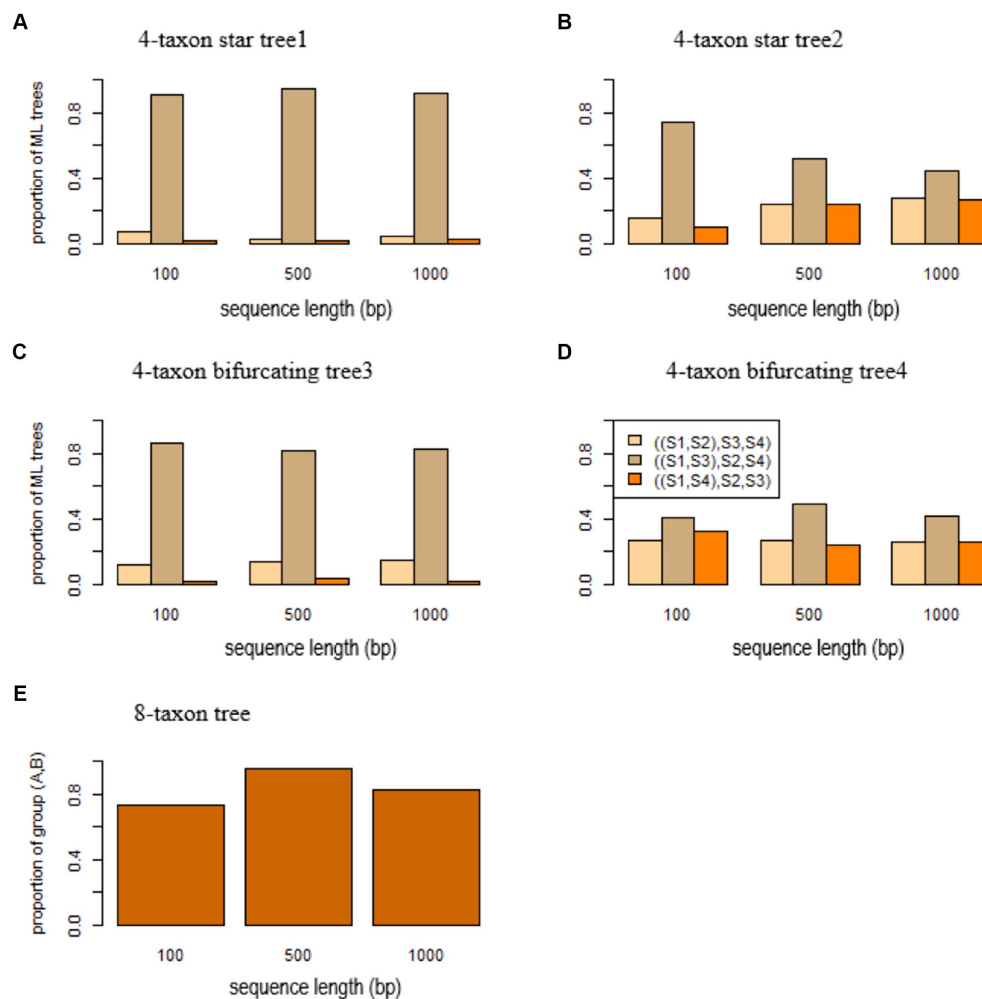 A
4-taxon star tree1
proportion of ML trees
0.0 0.4 0.8
100 500 1000
sequence length (bp)
B
4-taxon star tree2
0.0 0.4 0.8
100 500 1000
sequence length (bp)
C
4-taxon bifurcating tree3
proportion of ML trees
0.0 0.4 0.8
100 500 1000
sequence length (bp)
D
4-taxon bifurcating tree4
0.0 0.4 0.8
((S1,S2),S3,S4)
((S1,S3),S2,S4)
((S1,S4),S2,S3)
100 500 1000
sequence length (bp)
E
8-taxon tree
proportion of group (A,B)
0.0 0.4 0.8
100 500 1000
sequence length (bp)